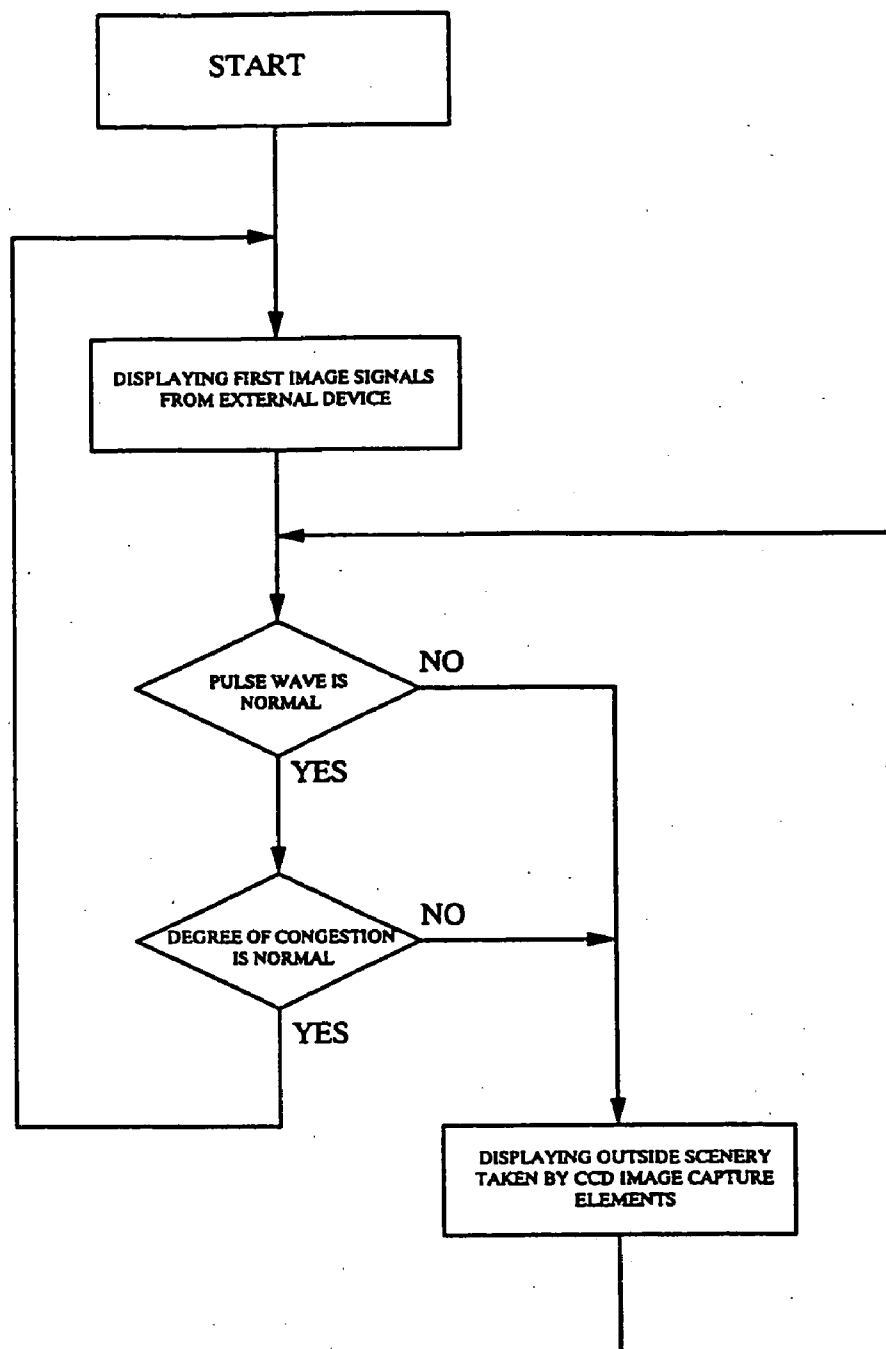 START
DISPLAYING FIRST IMAGE SIGNALS
FROM EXTERNAL DEVICE
PULSE WAVE IS
NORMAL
NO
YES
DEGREE OF CONGESTION
IS NORMAL
NO
YES
DISPLAYING OUTSIDE SCENERY
TAKEN BY CCD IMAGE CAPTURE
ELEMENTS